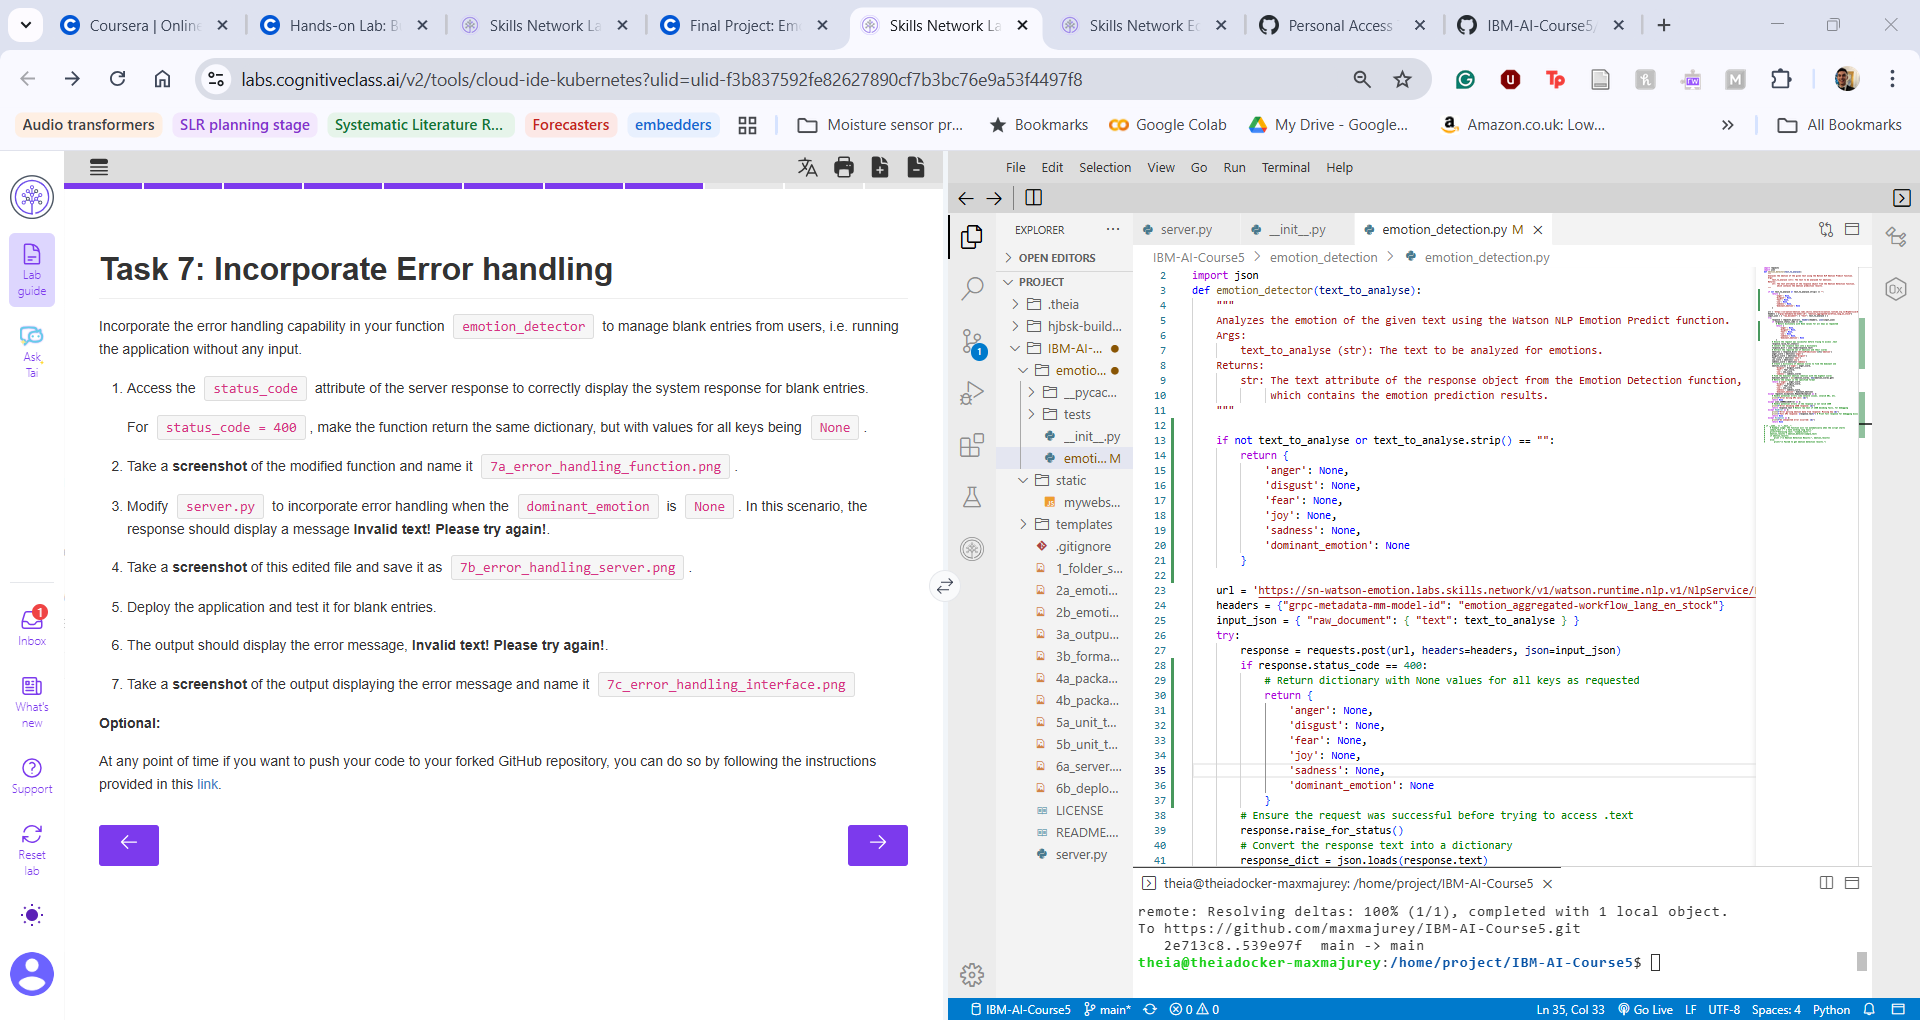 Coursera | Online
Hands-on Lab: B
Skills Network La
Final Project: Em
Skills Network La
Skills Network Ec
Personal Access
IBM-AI-Course5
labs.cognitiveclass.ai/v2/tools/cloud-ide-kubernetes?ulid=ulid-f3b837592fe82627890cf7b3bc76e9a53f4497f8
Audio transformers
SLR planning stage
Systematic Literature R...
Forecasters
embedders
Moisture sensor pr...
Bookmarks
Google Colab
My Drive - Google...
Amazon.co.uk: Low...
All Bookmarks
Lab guide
Ask Tai
1
Inbox
What's new
Support
Reset lab
Task 7: Incorporate Error handling
Incorporate the error handling capability in your function emotion_detector to manage blank entries from users, i.e. running
the application without any input.
1. Access the status_code attribute of the server response to correctly display the system response for blank entries.
For status_code = 400 , make the function return the same dictionary, but with values for all keys being None .
2. Take a screenshot of the modified function and name it 7a_error_handling_function.png .
3. Modify server.py to incorporate error handling when the dominant_emotion is None . In this scenario, the
response should display a message Invalid text! Please try again!.
4. Take a screenshot of this edited file and save it as 7b_error_handling_server.png .
5. Deploy the application and test it for blank entries.
6. The output should display the error message, Invalid text! Please try again!.
7. Take a screenshot of the output displaying the error message and name it 7c_error_handling_interface.png
Optional:
At any point of time if you want to push your code to your forked GitHub repository, you can do so by following the instructions
provided in this link.
File Edit Selection View Go Run Terminal Help
EXPLORER
OPEN EDITORS
PROJECT
.theia
hjbsk-build...
IBM-AI-...
emotio...
__pycac...
tests
__init__.py
emoti... M
static
mywebs...
templates
.gitignore
1_folder_s...
2a_emoti...
2b_emoti...
3a_outpu...
3b_forma...
4a_packa...
4b_packa...
5a_unit_t...
5b_unit_t...
6a_server....
6b_deplo...
LICENSE
README....
server.py
1
server.py
__init__.py
emotion_detection.py M
IBM-AI-Course5 > emotion_detection > emotion_detection.py
2 import json
3 def emotion_detector(text_to_analyse):
4 """
5 Analyzes the emotion of the given text using the Watson NLP Emotion Predict function.
6 Args:
7 text_to_analyse (str): The text to be analyzed for emotions.
8 Returns:
9 str: The text attribute of the response object from the Emotion Detection function,
10 which contains the emotion prediction results.
11 """
12
13 if not text_to_analyse or text_to_analyse.strip() == "":
14 return {
15 'anger': None,
16 'disgust': None,
17 'fear': None,
18 'joy': None,
19 'sadness': None,
20 'dominant_emotion': None
21 }
22
23 url = 'https://sn-watson-emotion.labs.skills.network/v1/watson.runtime.nlp.v1/NlpService/
24 headers = {"grpc-metadata-mm-model-id": "emotion_aggregated-workflow_lang_en_stock"}
25 input_json = { "raw_document": { "text": text_to_analyse } }
26 try:
27 response = requests.post(url, headers=headers, json=input_json)
28 if response.status_code == 400:
29 # Return dictionary with None values for all keys as requested
30 return {
31 'anger': None,
32 'disgust': None,
33 'fear': None,
34 'joy': None,
35 'sadness': None,
36 'dominant_emotion': None
37 }
38 # Ensure the request was successful before trying to access .text
39 response.raise_for_status()
40 # Convert the response text into a dictionary
41 response_dict = json.loads(response.text)
theia@theiadocker-maxmajurey: /home/project/IBM-AI-Course5
remote: Resolving deltas: 100% (1/1), completed with 1 local object.
To https://github.com/maxmajurey/IBM-AI-Course5.git
2e713c8..539e97f main -> main
theia@theiadocker-maxmajurey:/home/project/IBM-AI-Course5$
IBM-AI-Course5 main* 0 0 Ln 35, Col 33 Go Live LF UTF-8 Spaces: 4 Python